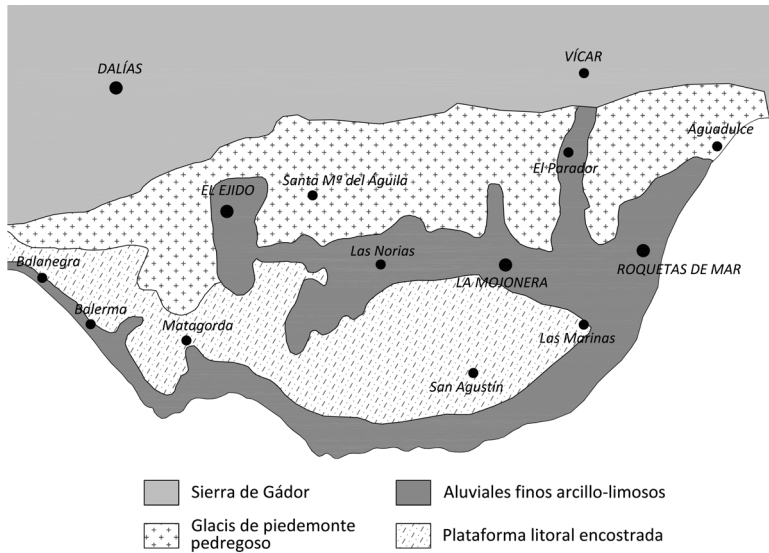 DALÍAS
VÍCAR
Aguadulce
El Parador
Santa Mª del Águila
EL EJIDO
Las Norias
Balanegra
LA MOJONERA
ROQUETAS DE MAR
Balerma
Matagorda
Las Marinas
San Agustín
Sierra de Gádor
Aluviales finos arcillo-limosos
Glacis de piedemonte
pedregoso
Plataforma litoral encostrada